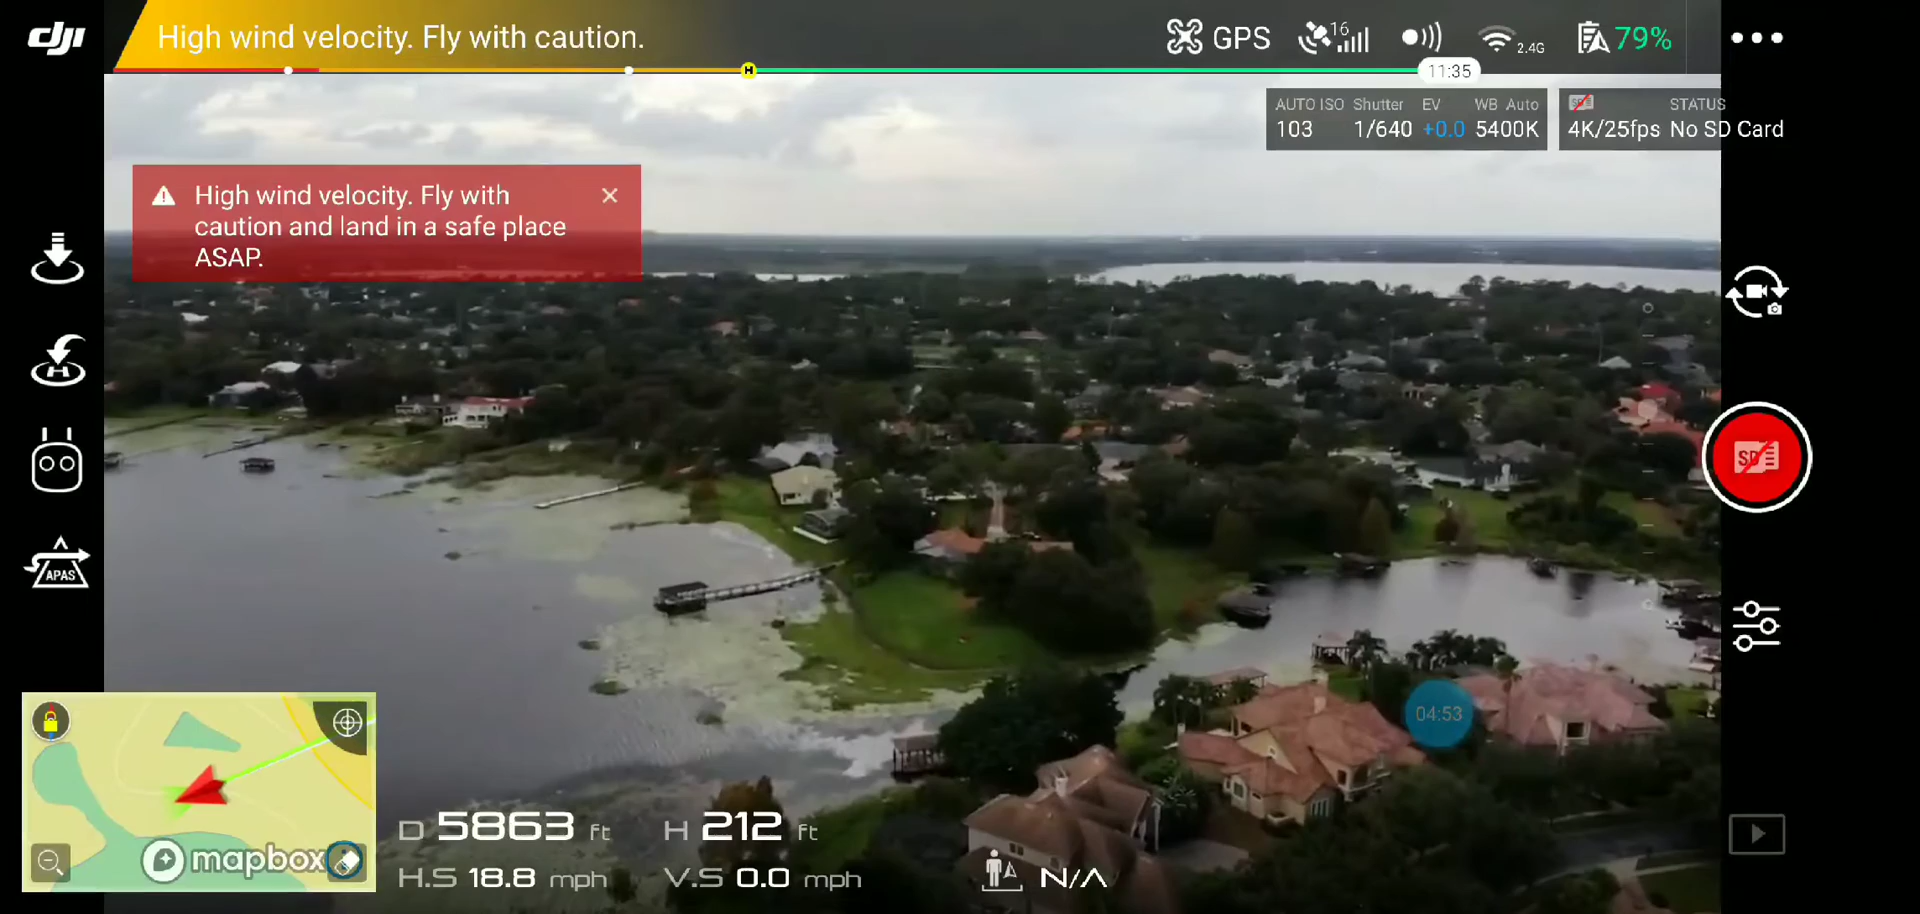 dji
High wind velocity. Fly with caution.
GPS
16
2.4G
79%
11:35
AUTO ISO Shutter EV WB Auto
103 1/640 +0.0 5400K
STATUS
4K/25fps No SD Card
High wind velocity. Fly with
caution and land in a safe place
ASAP.
H
H
SD
APAS
04:53
mapbox
D 5863 ft H 212 ft
H.S 18.8 mph V.S 0.0 mph
N/A